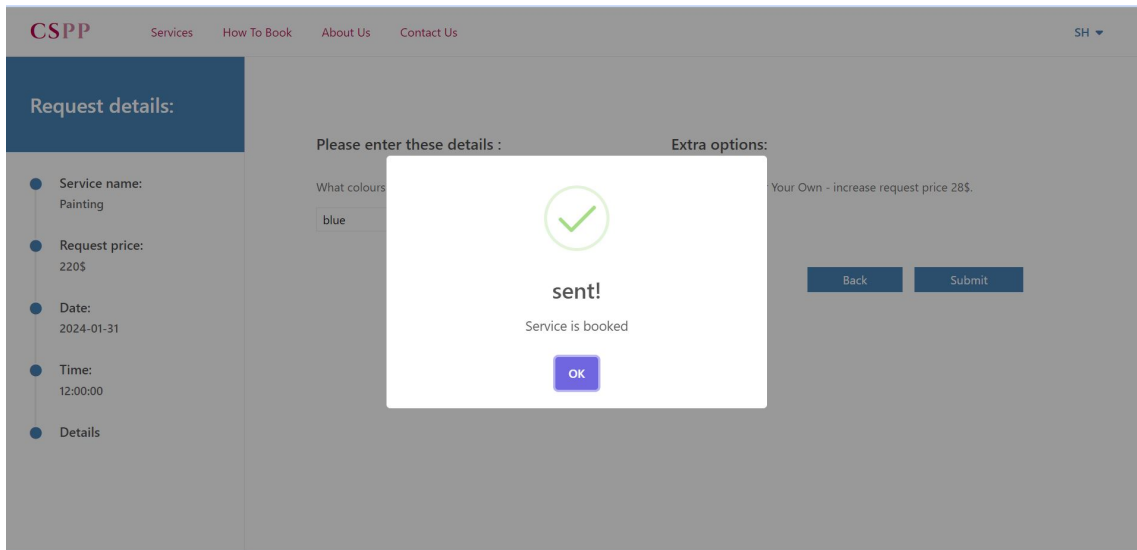 CSPP
Services How To Book About Us Contact Us SH
Request details:
Service name:
Painting
Request price:
220$
Date:
2024-01-31
Time:
12:00:00
Details
Please enter these details :
What colours
blue
Extra options:
Your Own - increase request price 28$.
Back Submit
sent!
Service is booked
OK